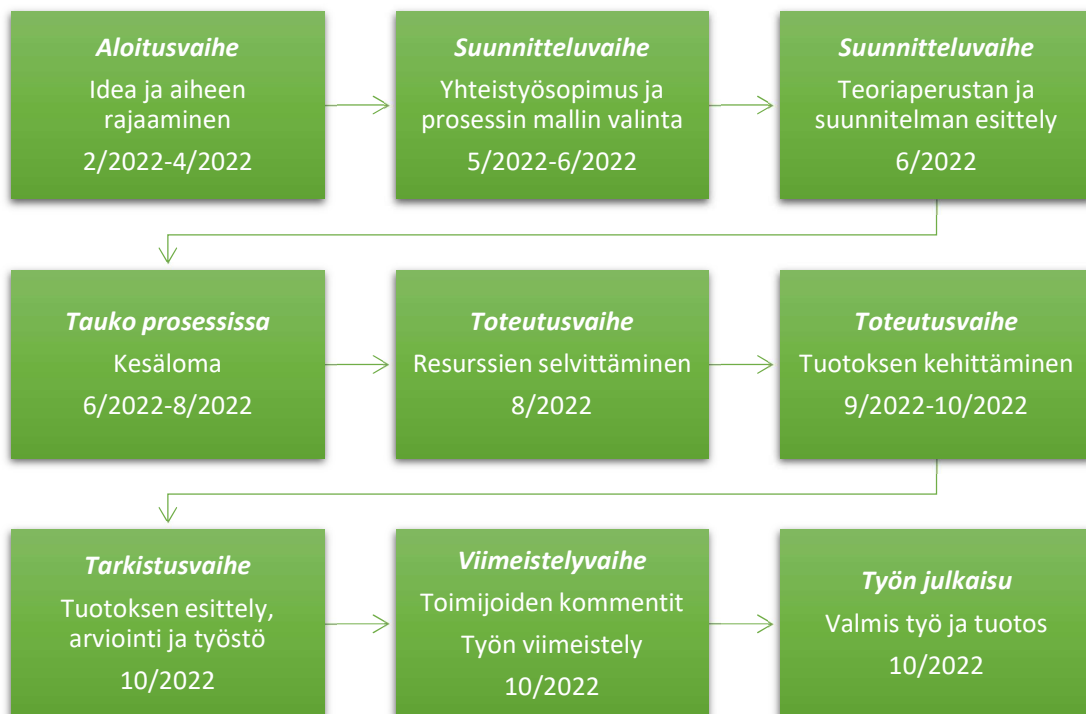 Aloitusvaihe
Idea ja aiheen
rajaaminen
2/2022-4/2022
Suunnitteluvaihe
Yhteistyösopimus ja
prosessin mallin valinta
5/2022-6/2022
Suunnitteluvaihe
Teoriaperustan ja
suunnitelman esittely
6/2022
Tauko prosessissa
Kesäloma
6/2022-8/2022
Toteutusvaihe
Resurssien selvittäminen
8/2022
Toteutusvaihe
Tuotoksen kehittäminen
9/2022-10/2022
Tarkistusvaihe
Tuotoksen esittely,
arviointi ja työstö
10/2022
Viimeistelyvaihe
Toimijoiden kommentit
Työn viimeistely
10/2022
Työn julkaisu
Valmis työ ja tuotos
10/2022